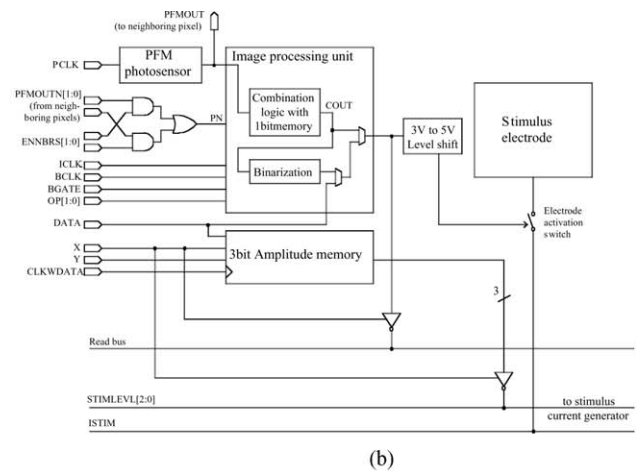 PFMOUT
(to neighboring pixel)
PCLK
PFM
photosensor
Image processing unit
PFMOUTN[1:0]
(from neigh-
boring pixels)
ENNBRS[1:0]
PN
Combination
logic with
1bitmemory
COUT
3V to 5V
Level shift
Stimulus
electrode
ICLK
BCLK
BGATE
OP[1:0]
Binarization
DATA
Electrode
activation
switch
X
Y
CLKWDATA
3bit Amplitude memory
3
Read bus
STIMLEVL[2:0]
to stimulus
current generator
ISTIM
(b)